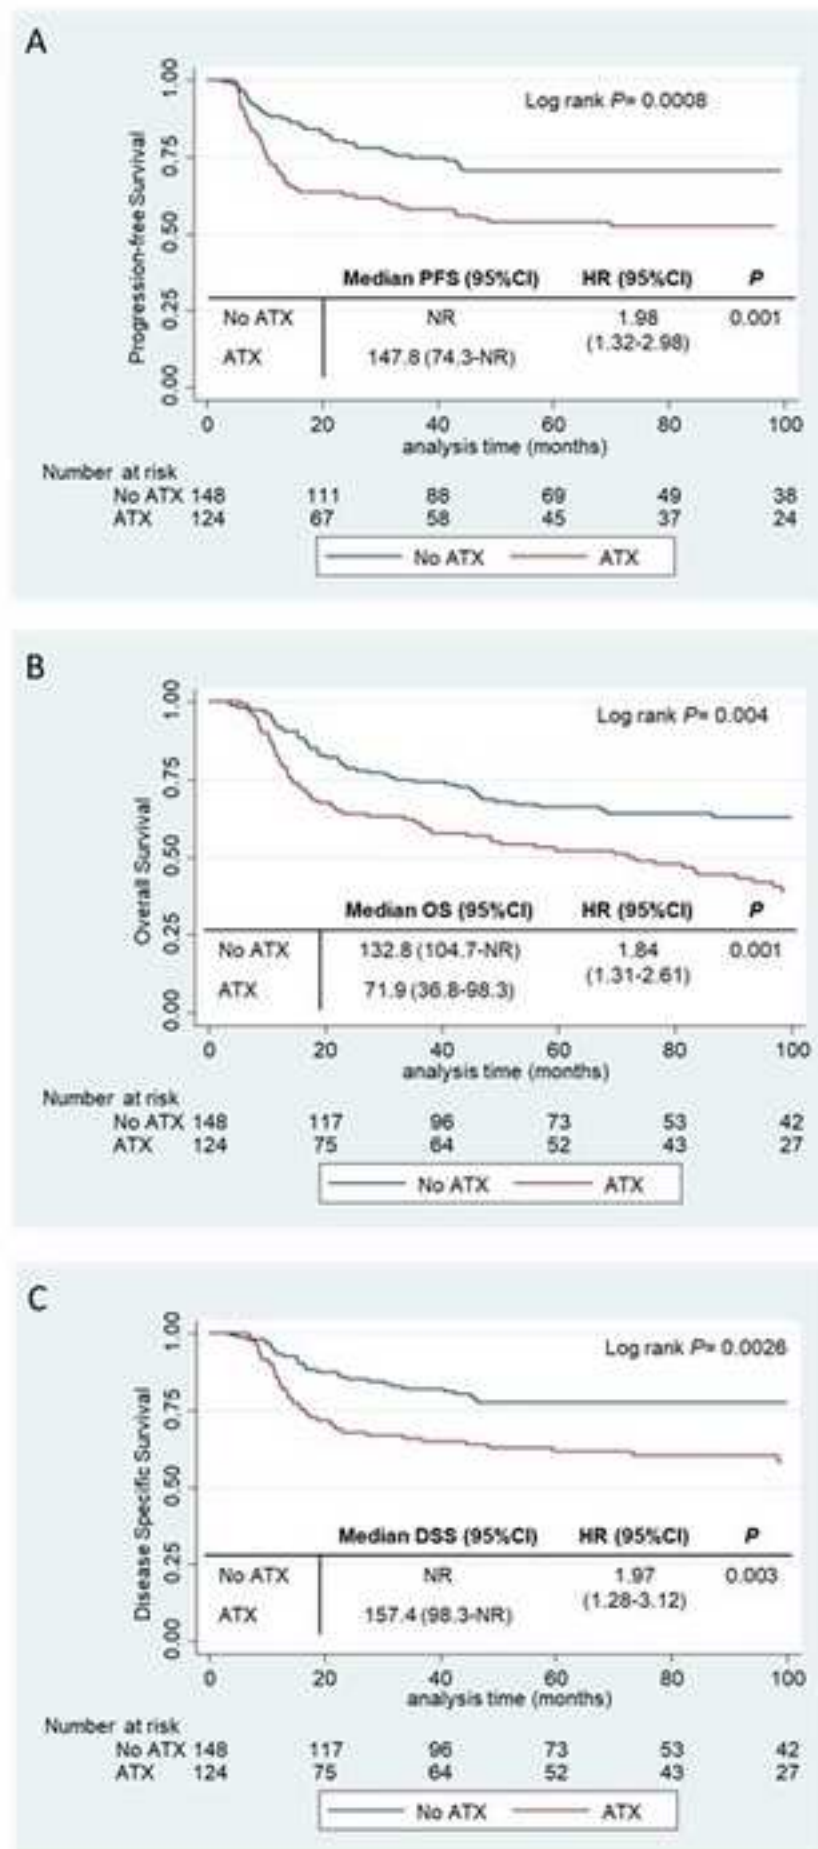 A
Progression-free Survival
1.00
0.75
0.50
0.25
0.00
Log rank P= 0.0008
Median PFS (95%CI) HR (95%CI) P
No ATX NR 1.98 0.001
(1.32-2.98)
ATX 147.8 (74.3-NR)
0 20 40 60 80 100
analysis time (months)
Number at risk
No ATX 148 111 88 69 49 38
ATX 124 67 58 45 37 24
No ATX ATX
B
Overall Survival
1.00
0.75
0.50
0.25
0.00
Log rank P= 0.004
Median OS (95%CI) HR (95%CI) P
No ATX 132.8 (104.7-NR) 1.84 0.001
(1.31-2.61)
ATX 71.9 (36.8-98.3)
0 20 40 60 80 100
analysis time (months)
Number at risk
No ATX 148 117 96 73 53 42
ATX 124 75 64 52 43 27
No ATX ATX
C
Disease Specific Survival
1.00
0.75
0.50
0.25
0.00
Log rank P= 0.0026
Median DSS (95%CI) HR (95%CI) P
No ATX NR 1.97 0.003
(1.28-3.12)
ATX 157.4 (98.3-NR)
0 20 40 60 80 100
analysis time (months)
Number at risk
No ATX 148 117 96 73 53 42
ATX 124 75 64 52 43 27
No ATX ATX